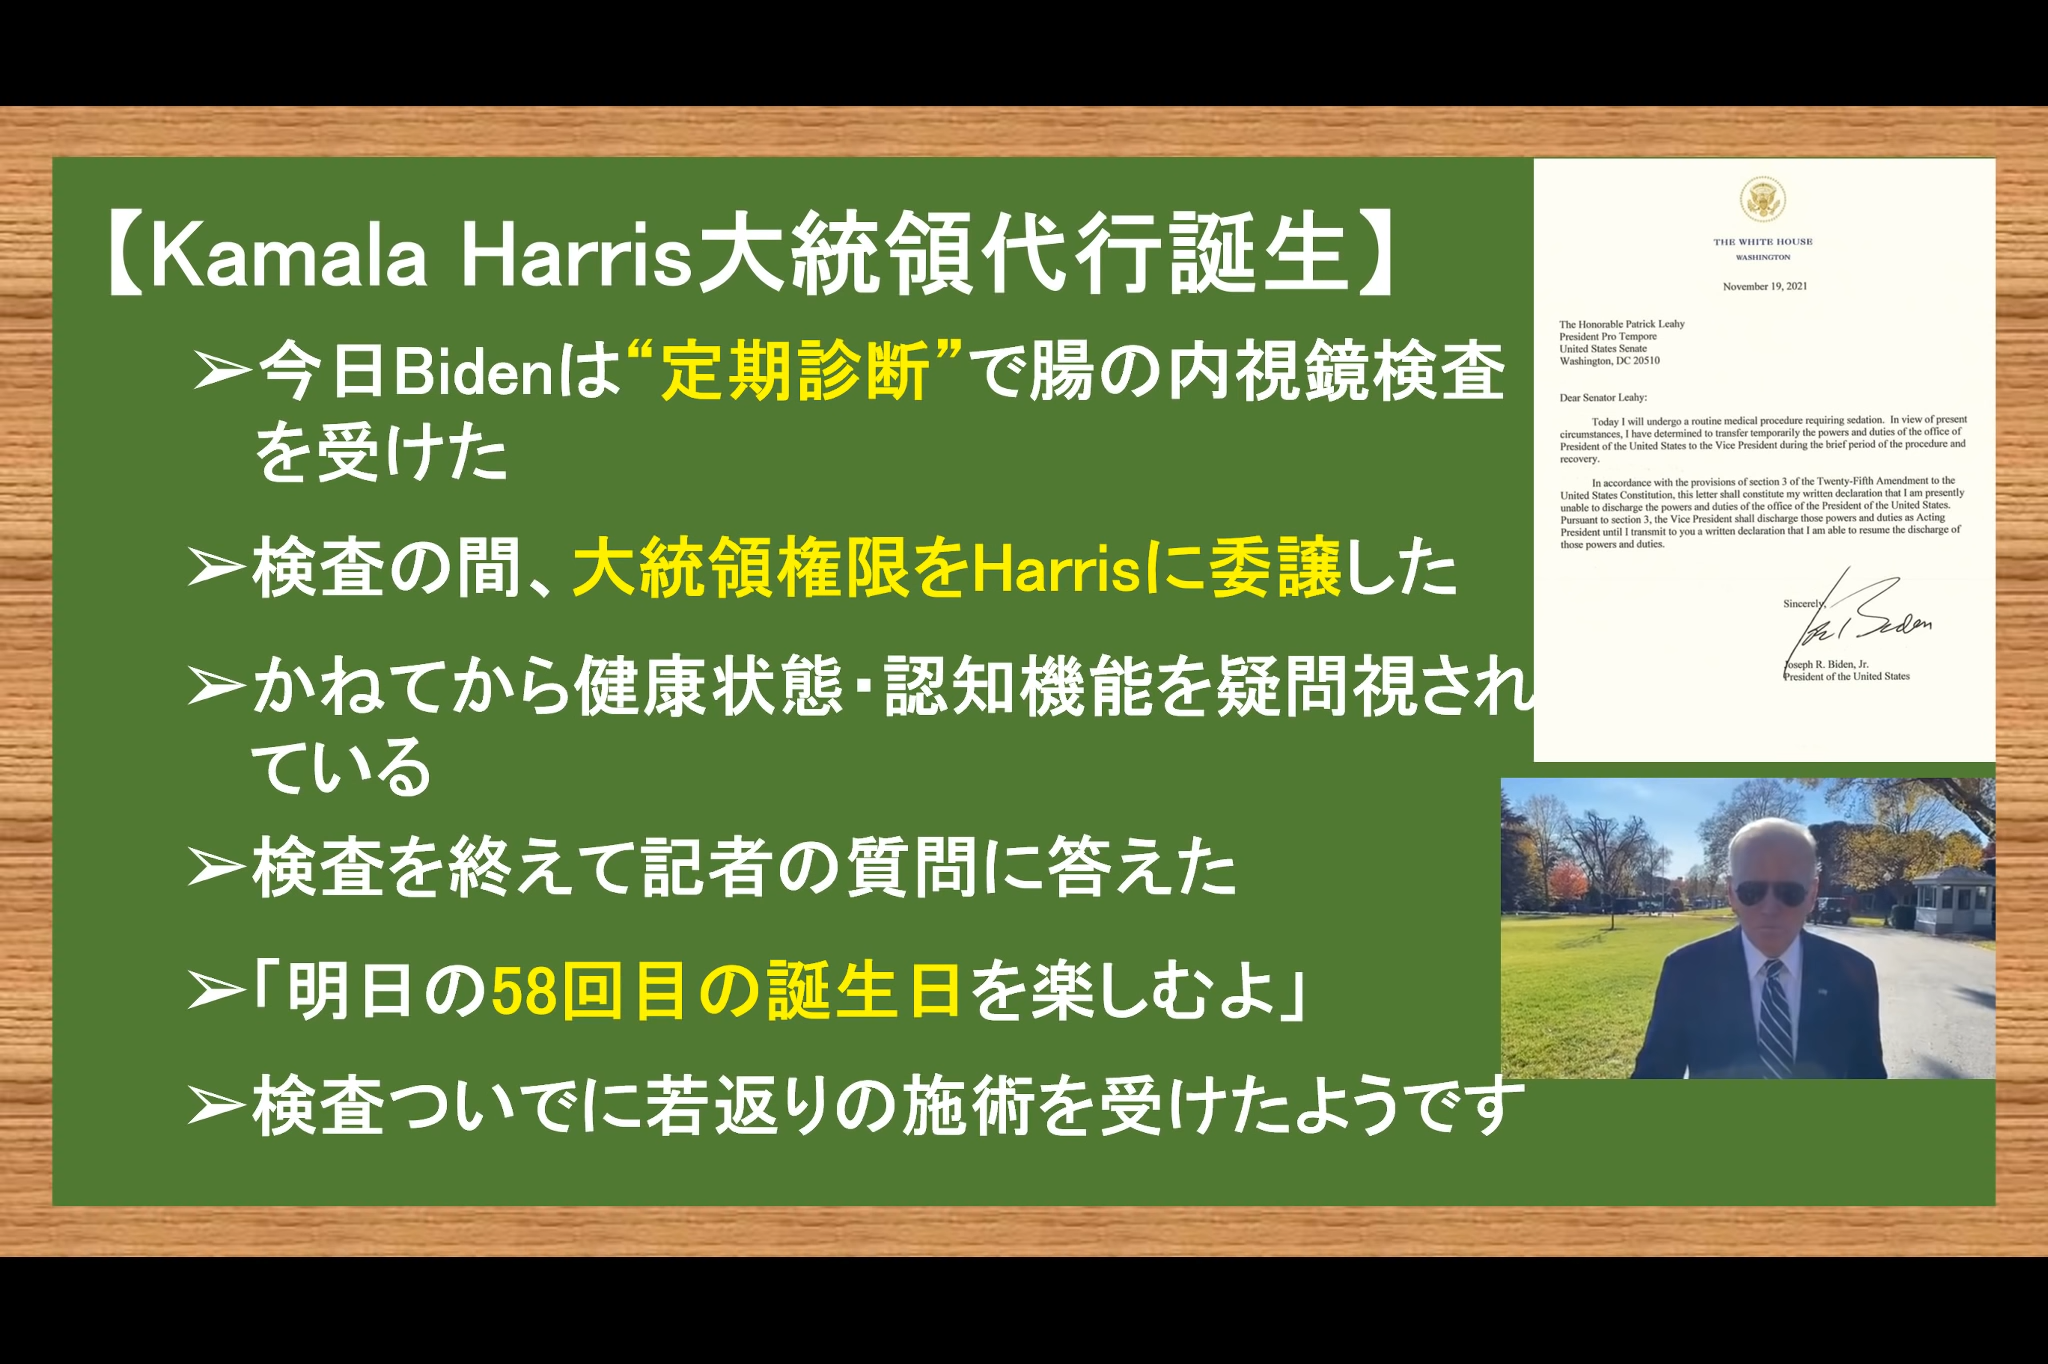 【Kamala Harris大統領代行誕生】
➢今日Bidenは“定期診断”で腸の内視鏡検査
を受けた
➢検査の間、大統領権限をHarrisに委譲した
➢かねてから健康状態・認知機能を疑問視され
ている
➢検査を終えて記者の質問に答えた
➢「明日の58回目の誕生日を楽しむよ」
➢検査ついでに若返りの施術を受けたようです
THE WHITE HOUSE
WASHINGTON
November 19, 2021
The Honorable Patrick Leahy
President Pro Tempore
United States Senate
Washington, DC 20510
Dear Senator Leahy:
Today I will undergo a routine medical procedure requiring sedation. In view of present
circumstances, I have determined to transfer temporarily the powers and duties of the office of
President of the United States to the Vice President during the brief period of the procedure and
recovery.
In accordance with the provisions of section 3 of the Twenty-Fifth Amendment to the
United States Constitution, this letter shall constitute my written declaration that I am presently
unable to discharge the powers and duties of the office of the President of the United States.
Pursuant to section 3, the Vice President shall discharge those powers and duties as Acting
President until I transmit to you a written declaration that I am able to resume the discharge of
those powers and duties.
Sincerely,
Joseph R. Biden, Jr.
President of the United States